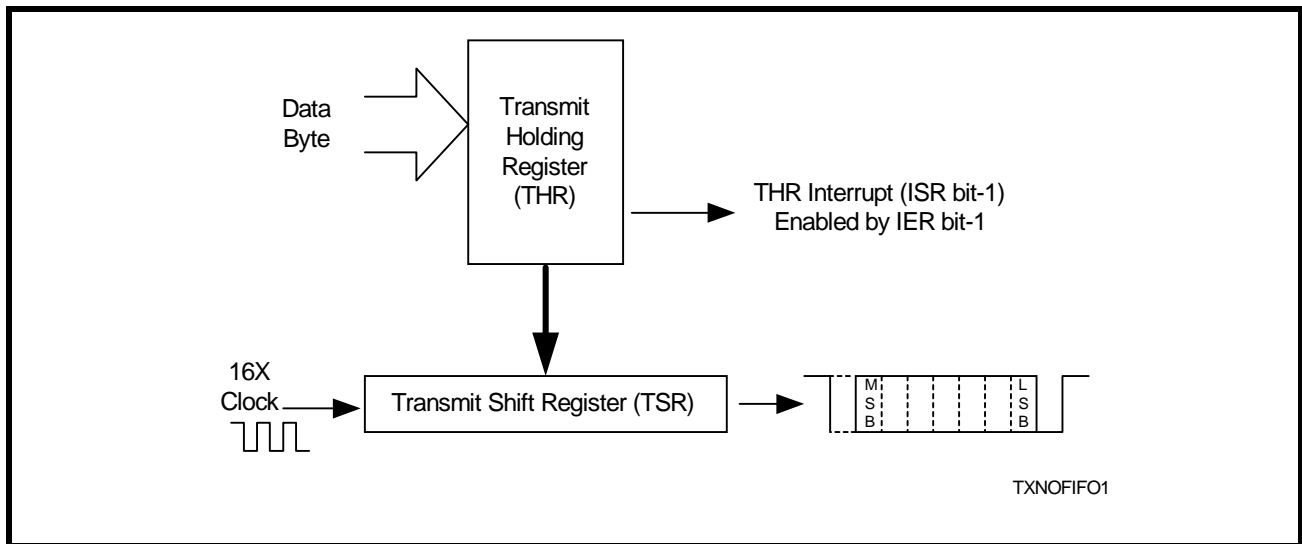 Data
Byte
Transmit
Holding
Register
(THR)
THR Interrupt (ISR bit-1)
Enabled by IER bit-1
16X
Clock
Transmit Shift Register (TSR)
M
S
B
L
S
B
TXNOFIFO1